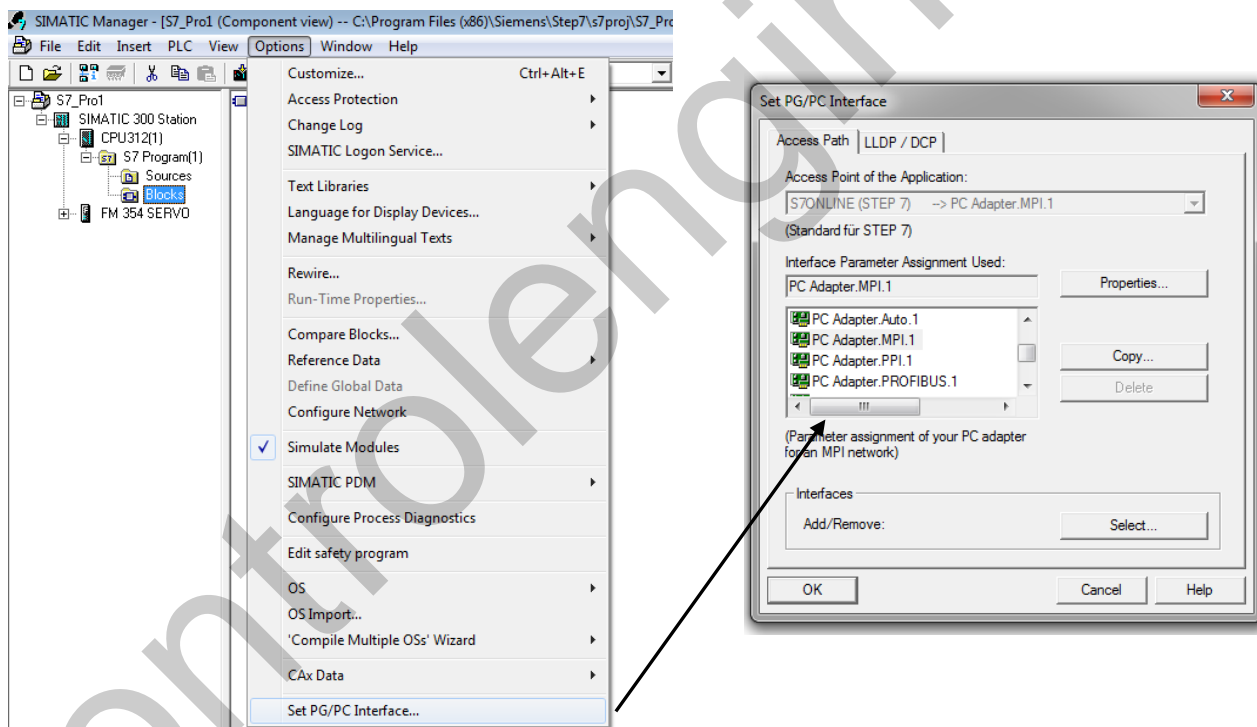 SIMATIC Manager - [S7_Pro1 (Component view) -- C:\Program Files (x86)\Siemens\Step7\s7proj\S7_Pro
File Edit Insert PLC View Options Window Help
S7_Pro1
SIMATIC 300 Station
CPU312(1)
S7 Program(1)
Sources
Blocks
FM 354 SERVO
Customize... Ctrl+Alt+E
Access Protection
Change Log
SIMATIC Logon Service...
Text Libraries
Language for Display Devices...
Manage Multilingual Texts
Rewire...
Run-Time Properties...
Compare Blocks...
Reference Data
Define Global Data
Configure Network
Simulate Modules
SIMATIC PDM
Configure Process Diagnostics
Edit safety program
OS
OS Import...
'Compile Multiple OSs' Wizard
CAx Data
Set PG/PC Interface...
Set PG/PC Interface
Access Path LLDP / DCP
Access Point of the Application:
S7ONLINE (STEP 7) --> PC Adapter.MPI.1
(Standard für STEP 7)
Interface Parameter Assignment Used:
PC Adapter.MPI.1
Properties...
PC Adapter.Auto.1
PC Adapter.MPI.1
PC Adapter.PPI.1
PC Adapter.PROFIBUS.1
Copy...
Delete
(Parameter assignment of your PC adapter
for an MPI network)
Interfaces
Add/Remove:
Select...
OK Cancel Help
ontrolengin